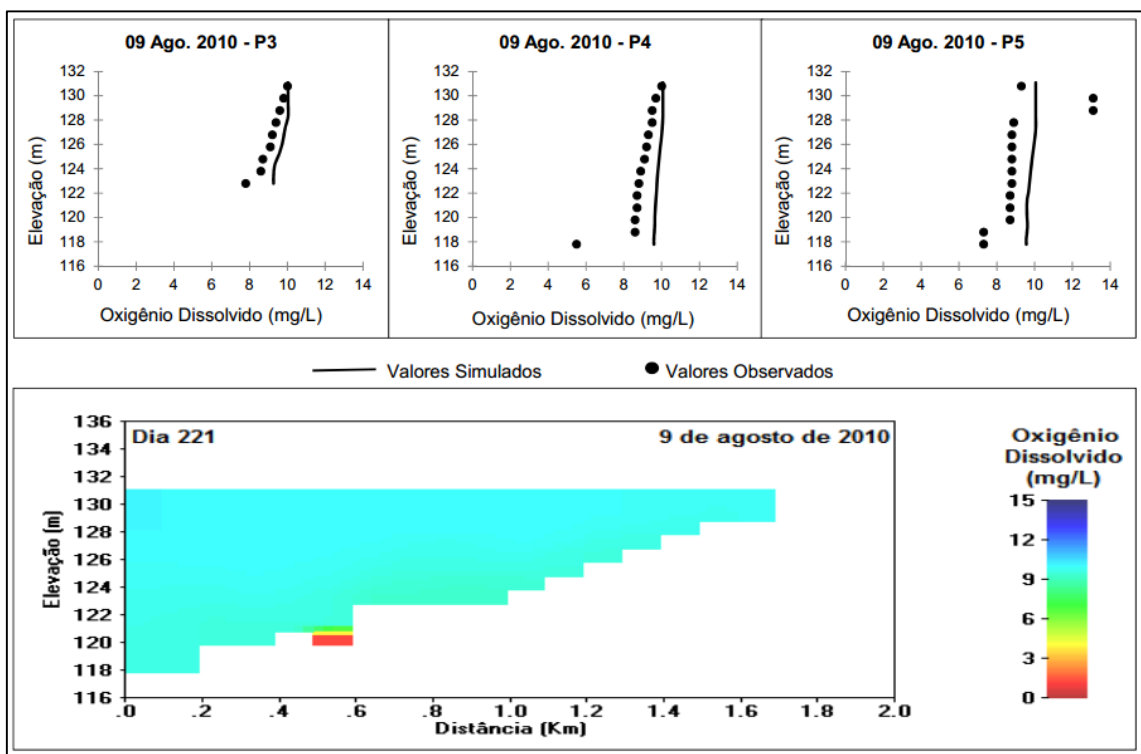 09 Ago. 2010 - P3
132
130
128
126
124
122
120
118
116
Elevação (m)
0 2 4 6 8 10 12 14
Oxigênio Dissolvido (mg/L)
09 Ago. 2010 - P4
132
130
128
126
124
122
120
118
116
Elevação (m)
0 2 4 6 8 10 12 14
Oxigênio Dissolvido (mg/L)
09 Ago. 2010 - P5
132
130
128
126
124
122
120
118
116
Elevação (m)
0 2 4 6 8 10 12 14
Oxigênio Dissolvido (mg/L)
Valores Simulados
Valores Observados
Dia 221
9 de agosto de 2010
136
134
132
130
128
126
124
122
120
118
116
Elevação (m)
.0 .2 .4 .6 .8 1.0 1.2 1.4 1.6 1.8 2.0
Distância (Km)
Oxigênio
Dissolvido
(mg/L)
15
12
9
6
3
0